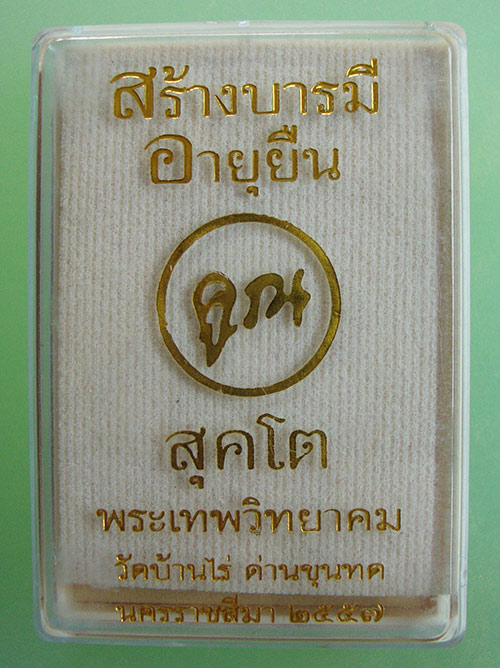 สร้างบารมี
อายุยืน
คูณ
สุคโต
พระเทพวิทยาคม
วัดบ้านไร่ ด่านขุนทด
นครราชสีมา ๒๕๕๗